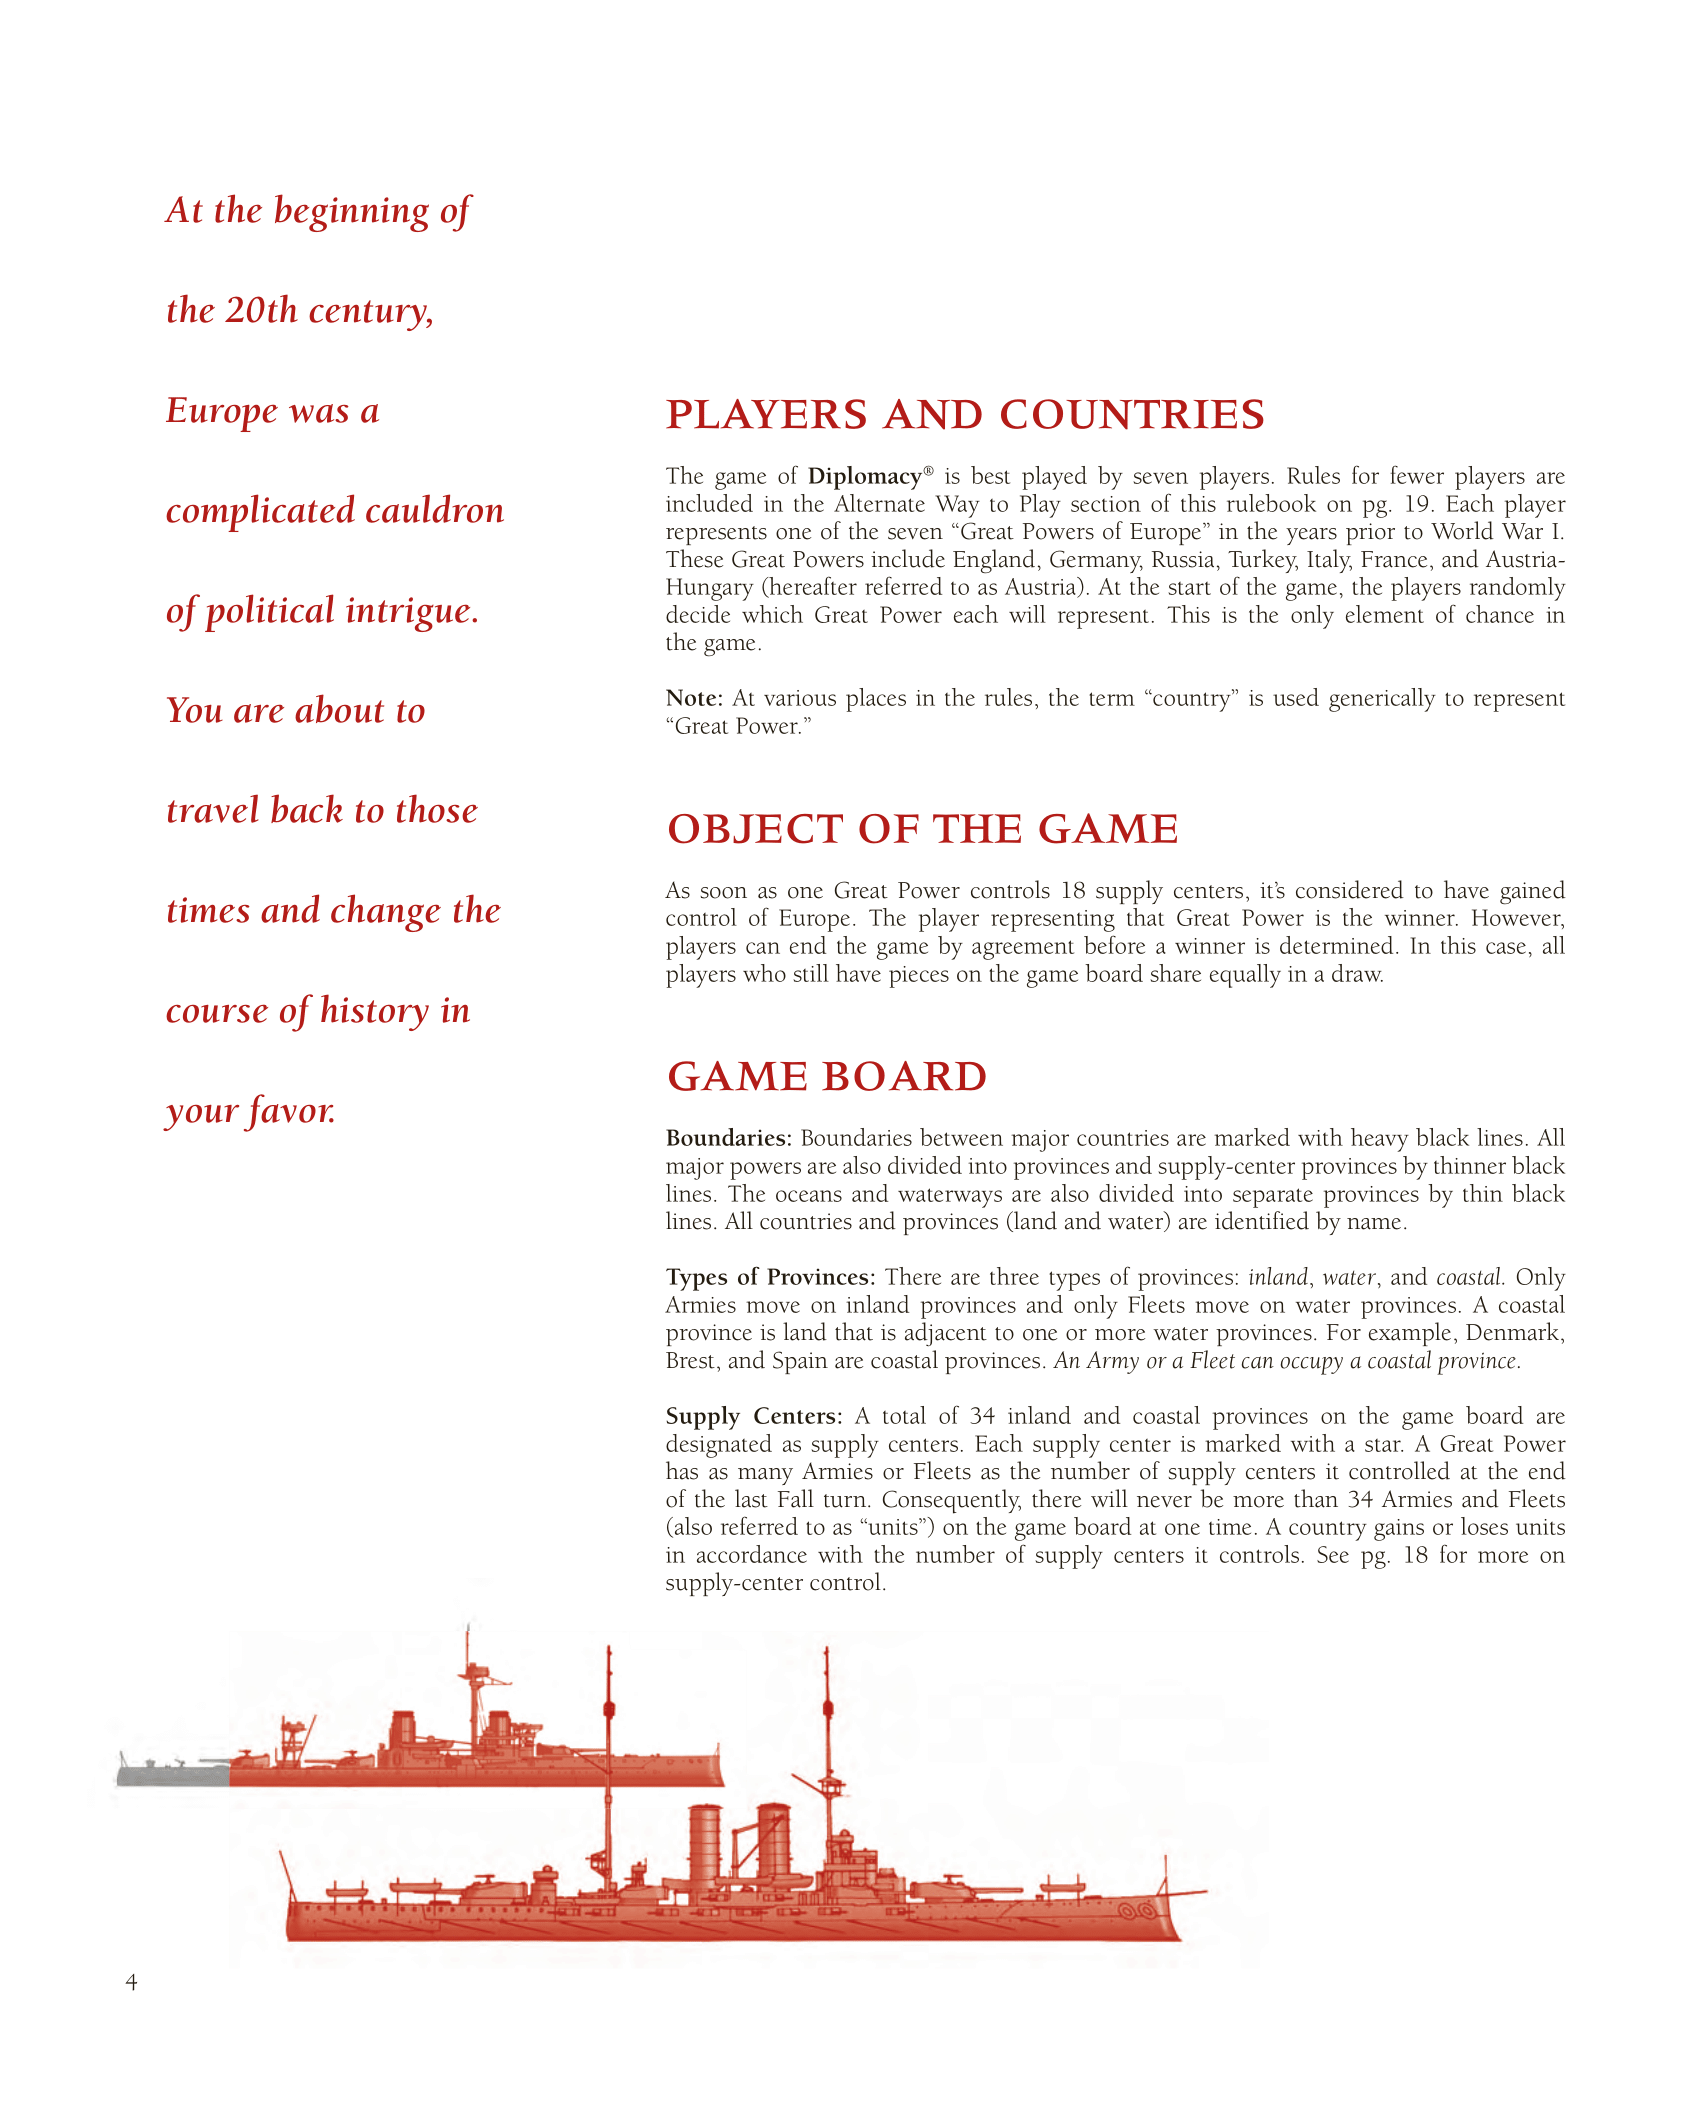 At the beginning of
the 20th century,
Europe was a
complicated cauldron
of political intrigue.
You are about to
travel back to those
times and change the
course of history in
your favor.
PLAYERS AND COUNTRIES
The game of Diplomacy® is best played by seven players. Rules for fewer players are
included in the Alternate Way to Play section of this rulebook on pg. 19. Each player
represents one of the seven “Great Powers of Europe” in the years prior to World War I.
These Great Powers include England, Germany, Russia, Turkey, Italy, France, and Austria-
Hungary (hereafter referred to as Austria). At the start of the game, the players randomly
decide which Great Power each will represent. This is the only element of chance in
the game.
Note: At various places in the rules, the term “country” is used generically to represent
“Great Power.”
OBJECT OF THE GAME
As soon as one Great Power controls 18 supply centers, it’s considered to have gained
control of Europe. The player representing that Great Power is the winner. However,
players can end the game by agreement before a winner is determined. In this case, all
players who still have pieces on the game board share equally in a draw.
GAME BOARD
Boundaries: Boundaries between major countries are marked with heavy black lines. All
major powers are also divided into provinces and supply-center provinces by thinner black
lines. The oceans and waterways are also divided into separate provinces by thin black
lines. All countries and provinces (land and water) are identified by name.
Types of Provinces: There are three types of provinces: inland, water, and coastal. Only
Armies move on inland provinces and only Fleets move on water provinces. A coastal
province is land that is adjacent to one or more water provinces. For example, Denmark,
Brest, and Spain are coastal provinces. An Army or a Fleet can occupy a coastal province.
Supply Centers: A total of 34 inland and coastal provinces on the game board are
designated as supply centers. Each supply center is marked with a star. A Great Power
has as many Armies or Fleets as the number of supply centers it controlled at the end
of the last Fall turn. Consequently, there will never be more than 34 Armies and Fleets
(also referred to as “units”) on the game board at one time. A country gains or loses units
in accordance with the number of supply centers it controls. See pg. 18 for more on
supply-center control.
4